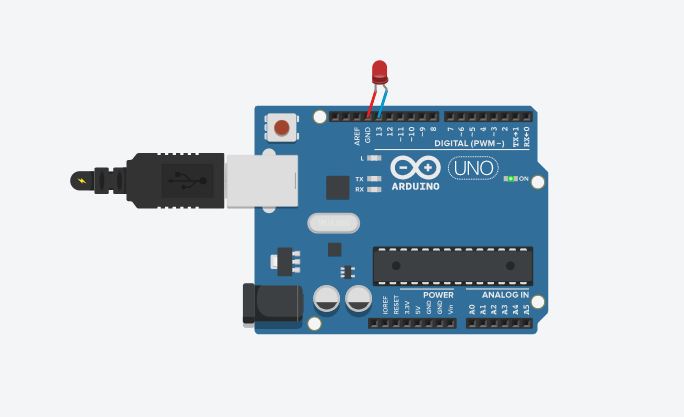 AREF
GND
13
12
~11
~10
~9
8
7
~6
~5
4
~3
2
TX→1
RX←0
DIGITAL (PWM~)
L
TX
RX
ARDUINO
UNO
ON
POWER
ANALOG IN
IOREF
RESET
3.3V
5V
GND
GND
Vin
A0
A1
A2
A3
A4
A5